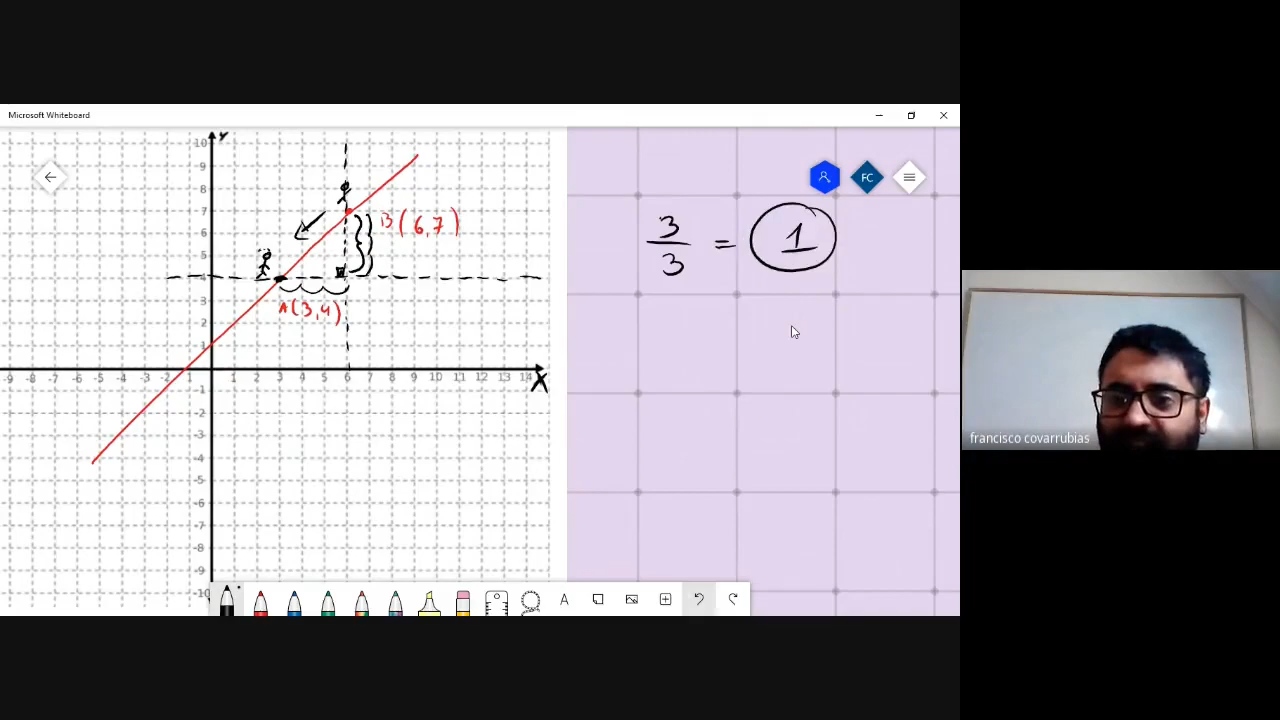 Microsoft Whiteboard
Y
10
9
8
7
6
5
4
3
2
1
B(6,7)
A(3,4)
-9 -8 -7 -6 -5 -4 -3 -2 1 2 3 4 5 6 7 8 9 10 11 12 13 14
X
-1
-2
-3
-4
-5
-6
-7
-8
-9
-10
FC
3
3
= 1
A
francisco covarrubias